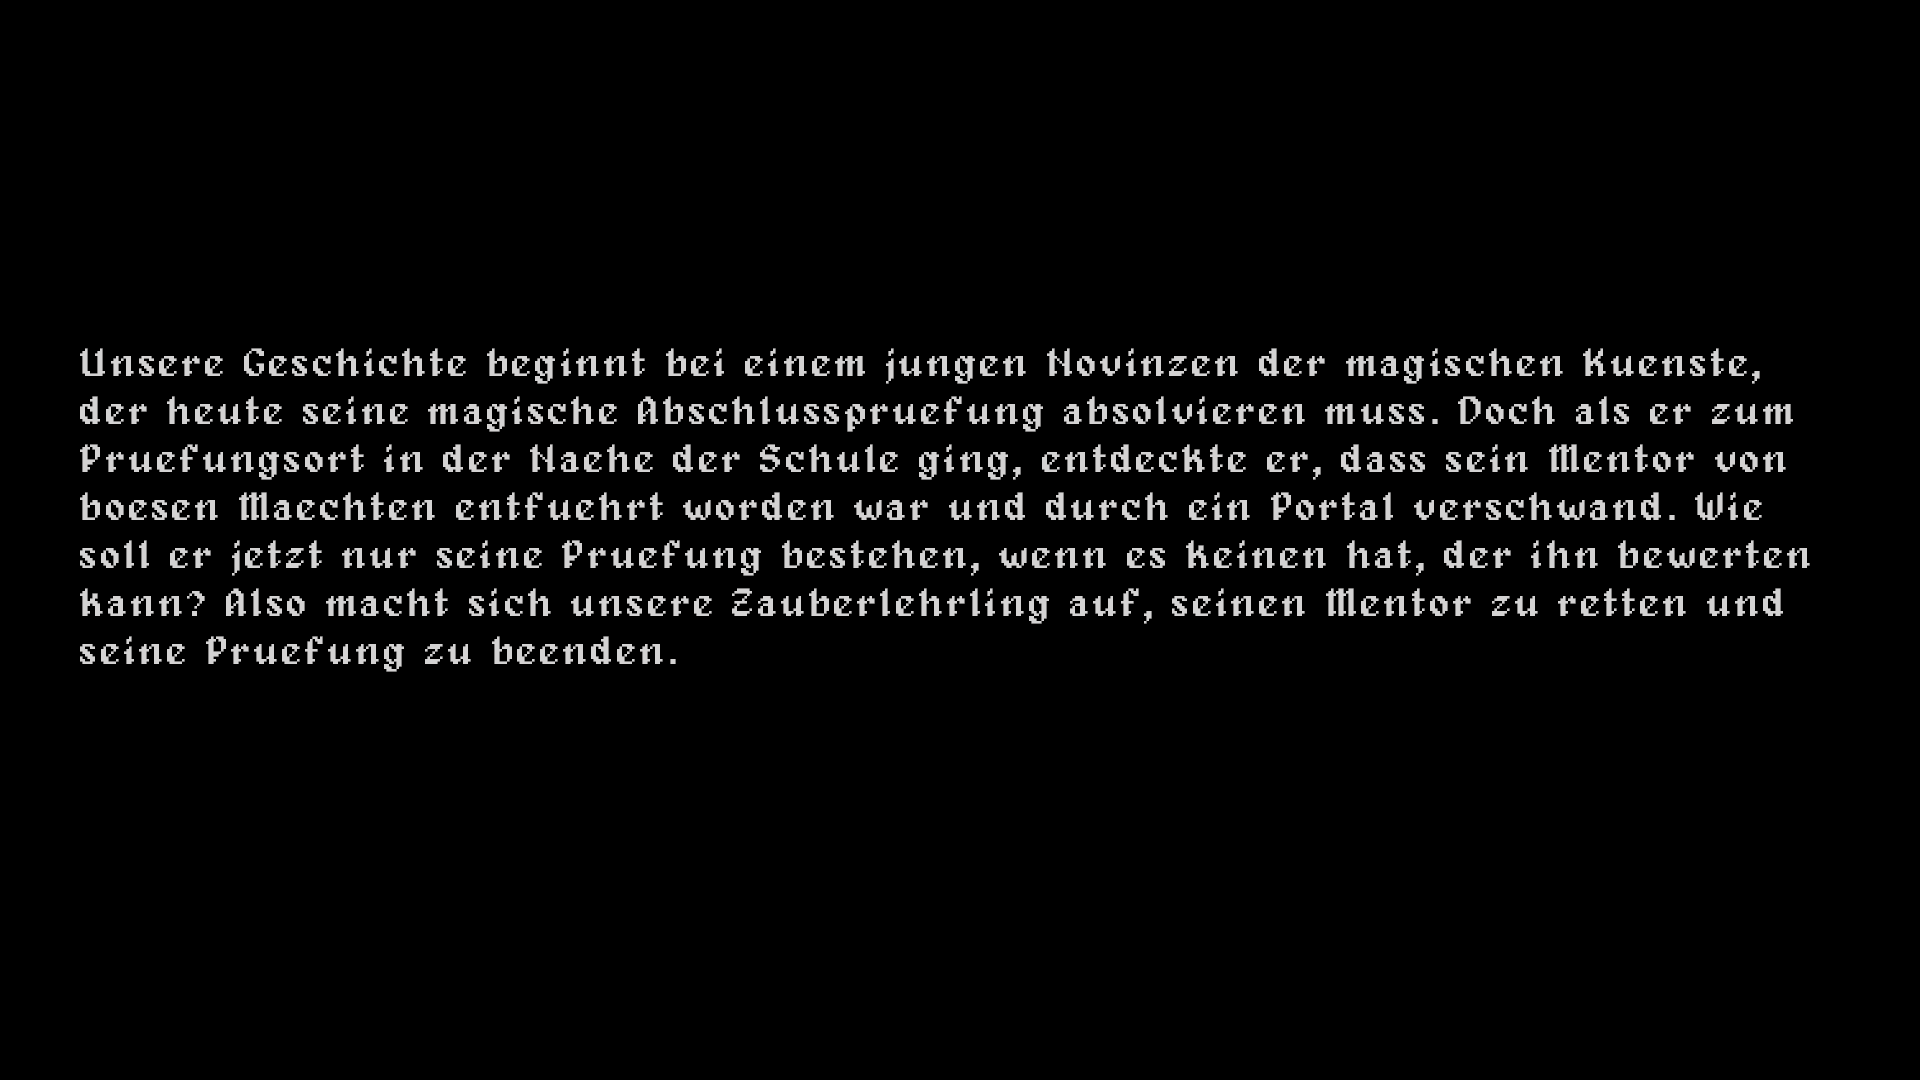 Unsere Geschichte beginnt bei einem jungen Novinzen der magischen Kuenste,
der heute seine magische Abschlusspruefung absolvieren muss. Doch als er zum
Pruefungsort in der Naehe der Schule ging, entdeckte er, dass sein Mentor von
boesen Maechten entfuehrt worden war und durch ein Portal verschwand. Wie
soll er jetzt nur seine Pruefung bestehen, wenn es keinen hat, der ihn bewerten
kann? Also macht sich unsere Zauberlehrling auf, seinen Mentor zu retten und
seine Pruefung zu beenden.